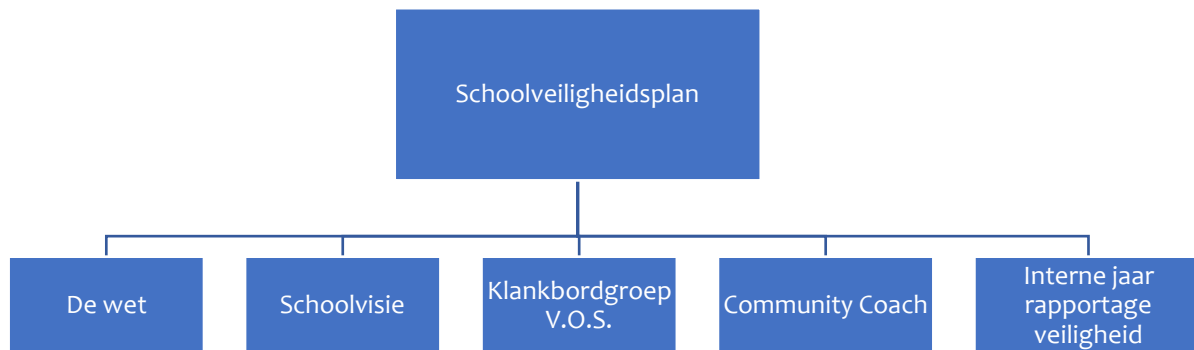 Schoolveiligheidsplan
De wet
Schoolvisie
Klankbordgroep
V.O.S.
Community Coach
Interne jaar
rapportage
veiligheid